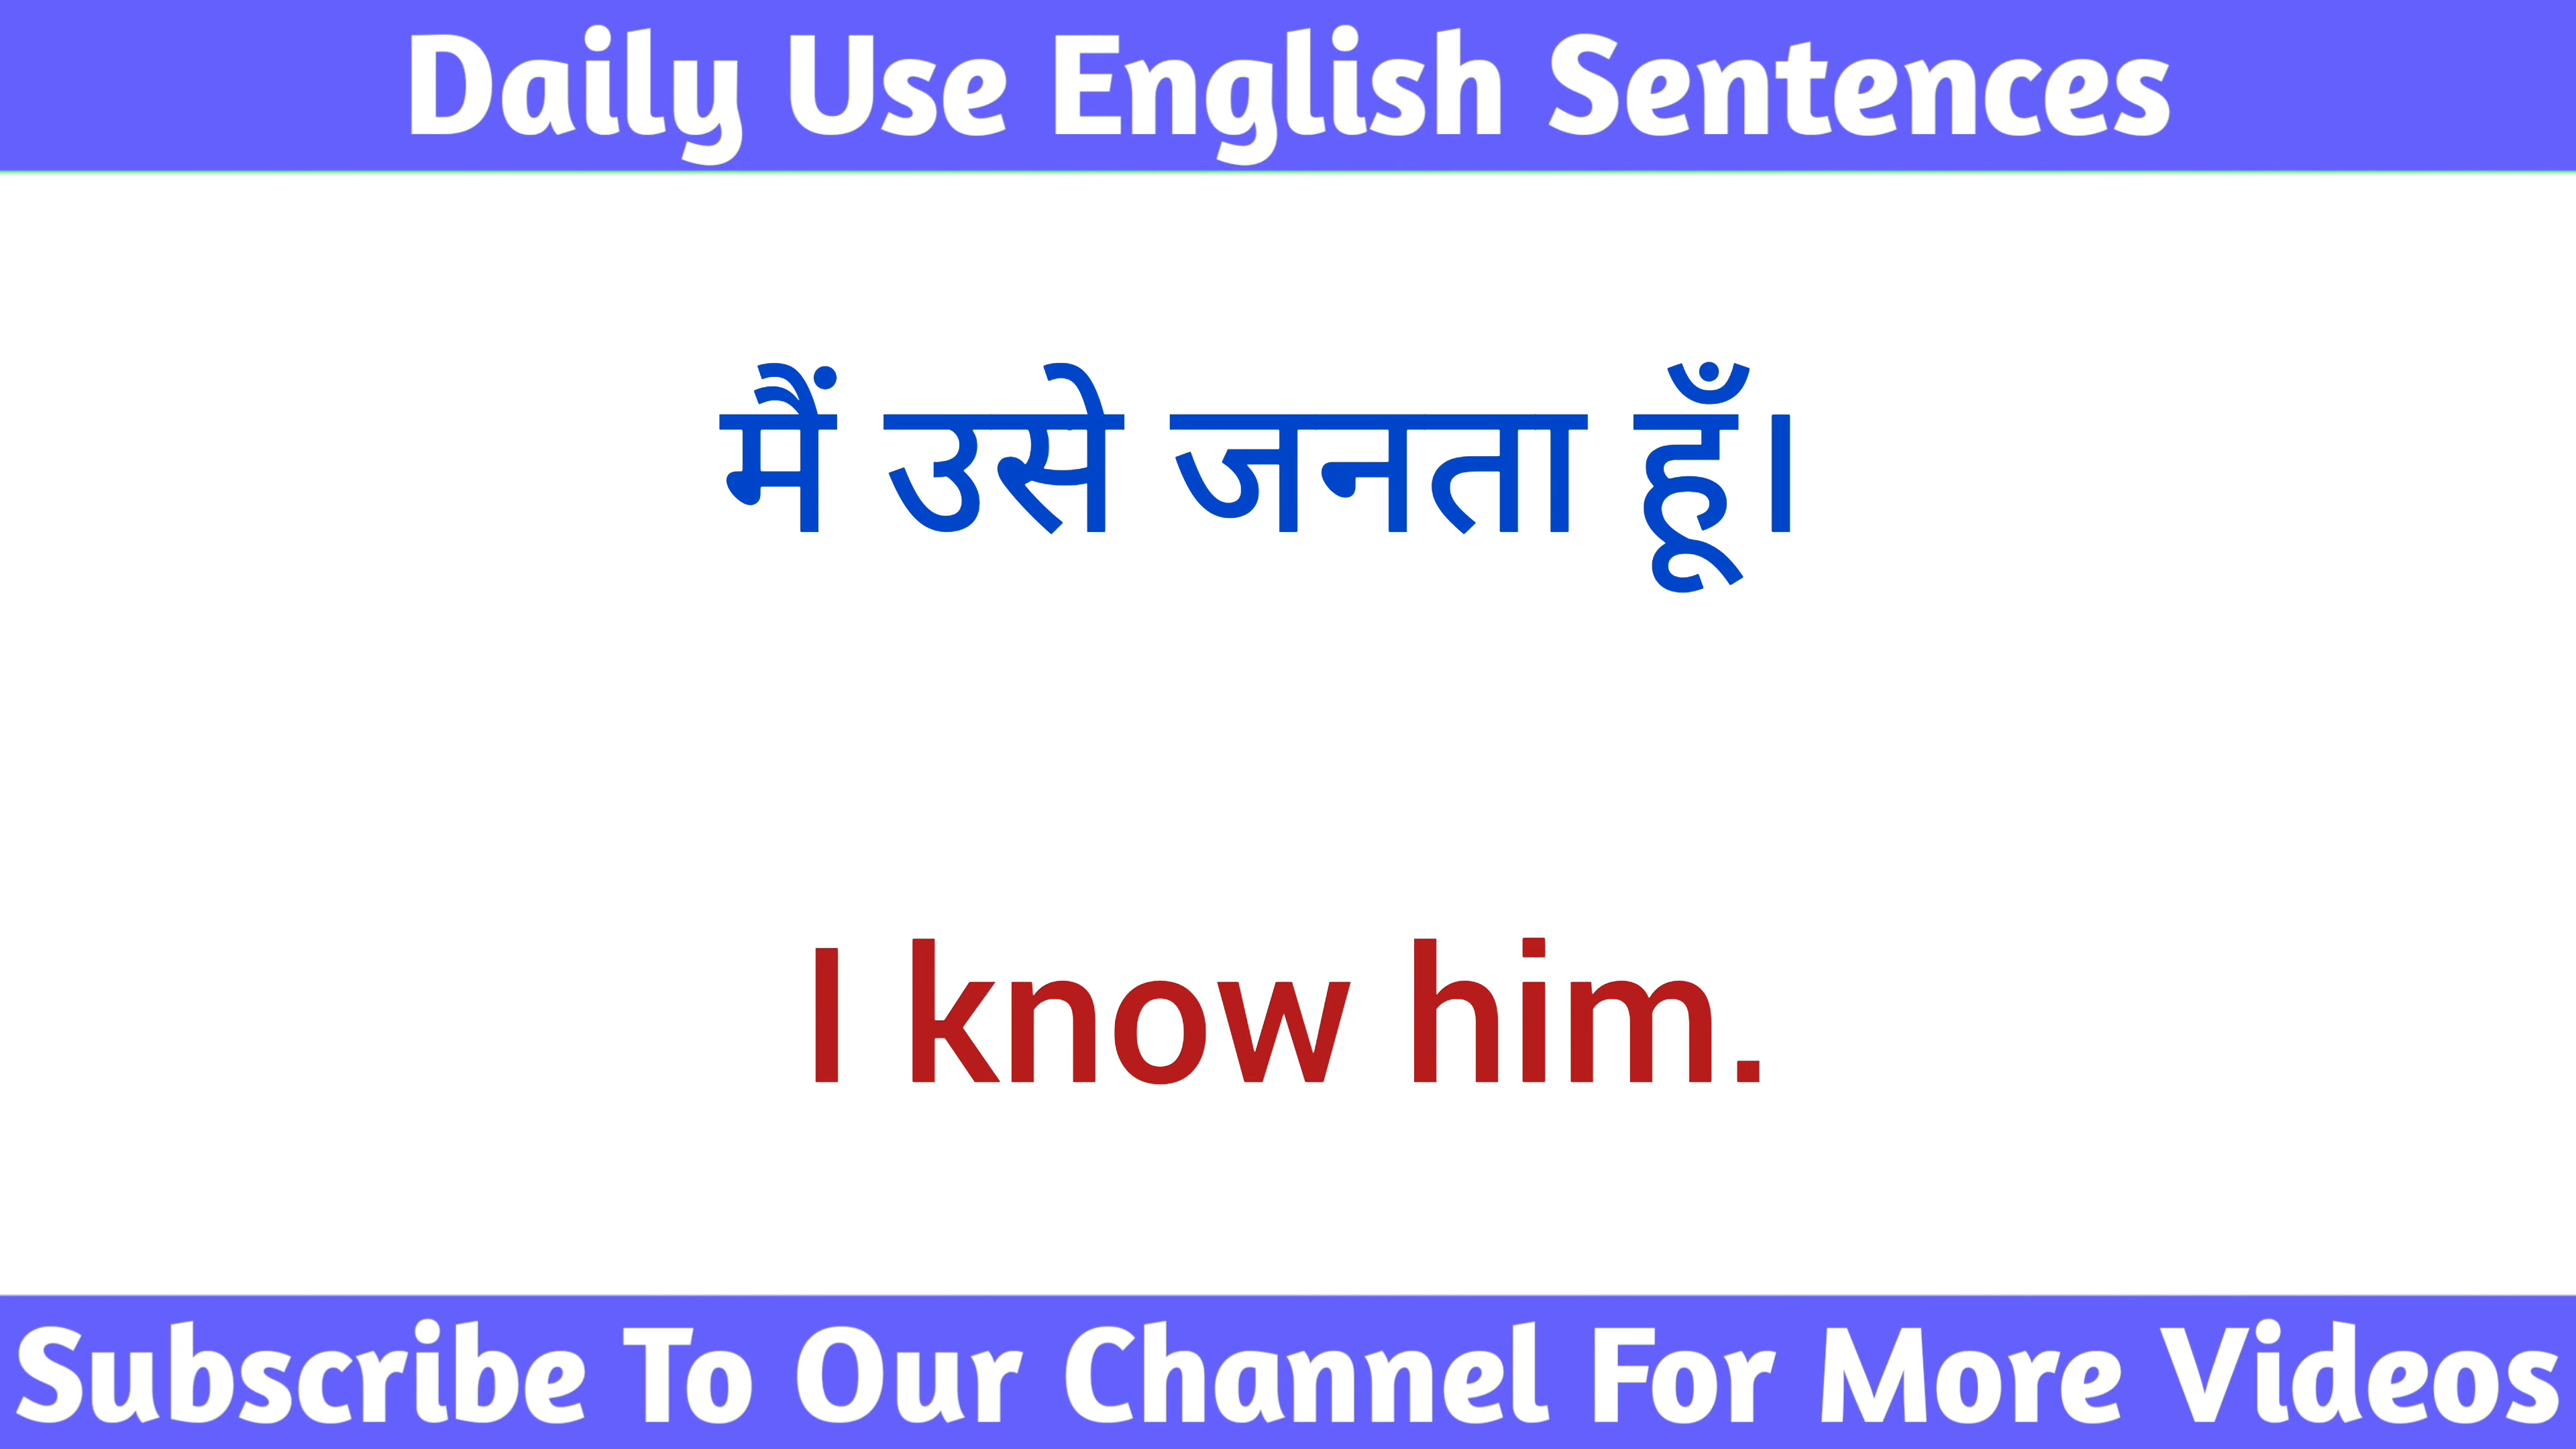 Daily Use English Sentences
मैं उसे जनता हूँ।
I know him.
Subscribe To Our Channel For More Videos